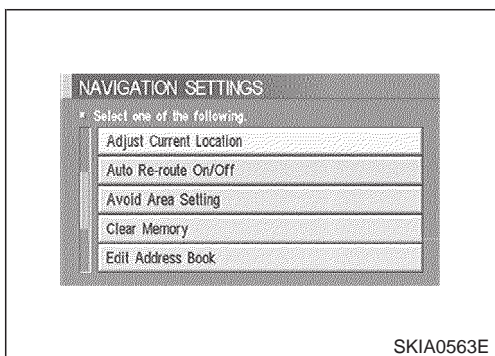 NAVIGATION SETTINGS
Select one of the following.
Adjust Current Location
Auto Re-route On/Off
Avoid Area Setting
Clear Memory
Edit Address Book
SKIA0563E